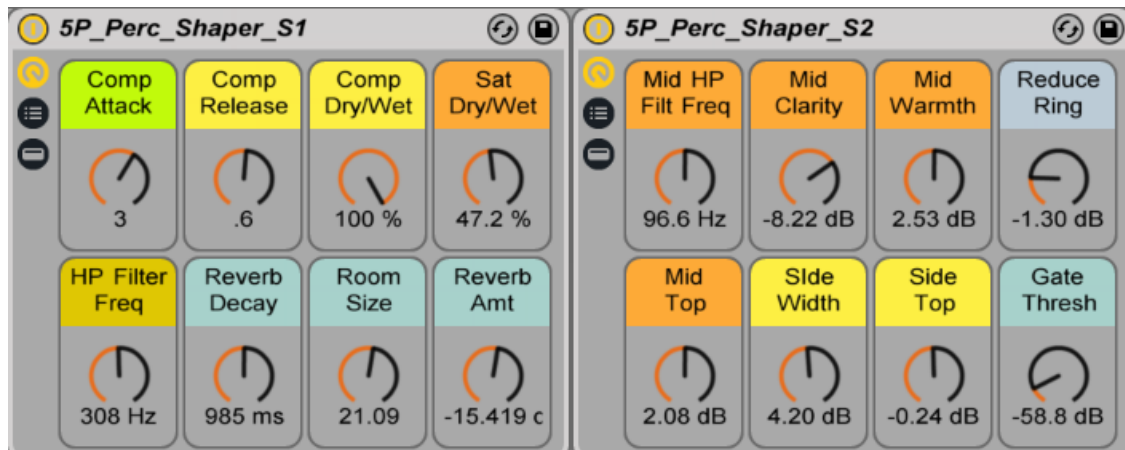 5P_Perc_Shaper_S1
Comp Attack
3
Comp Release
.6
Comp Dry/Wet
100 %
Sat Dry/Wet
47.2 %
HP Filter Freq
308 Hz
Reverb Decay
985 ms
Room Size
21.09
Reverb Amt
-15.419 c
5P_Perc_Shaper_S2
Mid HP Filt Freq
96.6 Hz
Mid Clarity
-8.22 dB
Mid Warmth
2.53 dB
Reduce Ring
-1.30 dB
Mid Top
2.08 dB
SIde Width
4.20 dB
Side Top
-0.24 dB
Gate Thresh
-58.8 dB